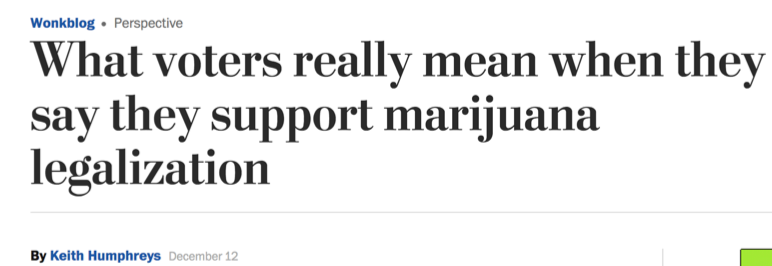 Wonkblog • Perspective
What voters really mean when they
say they support marijuana
legalization
By Keith Humphreys December 12